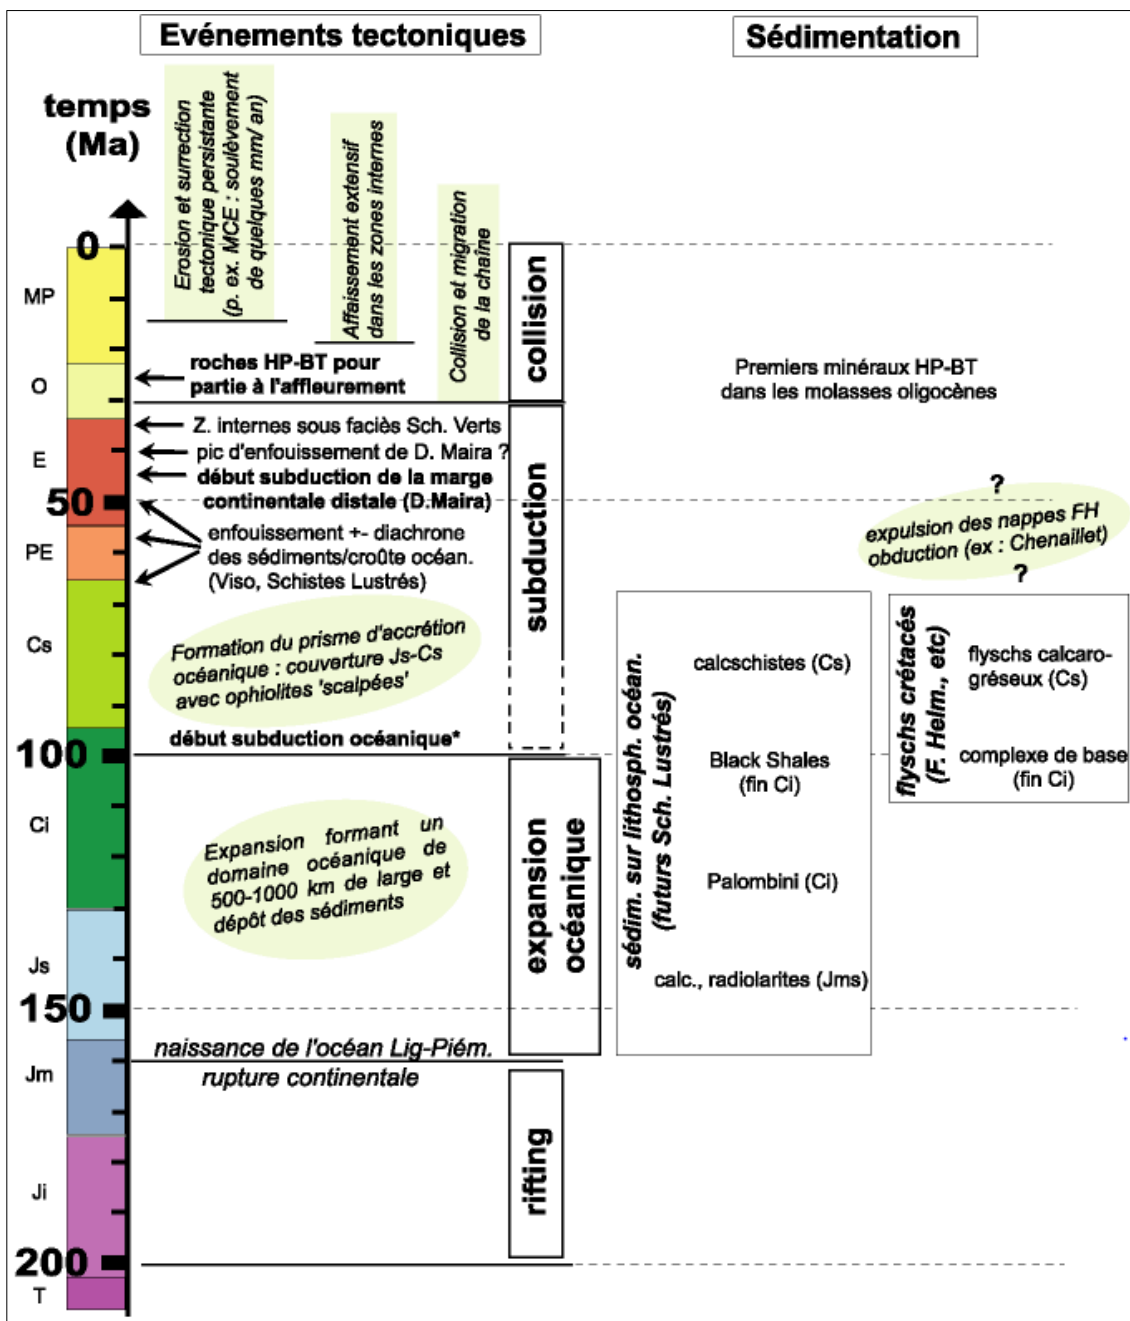 Evénements tectoniques
Sédimentation
temps
(Ma)
Erosion et surrection
tectonique persistante
(p. ex. MCE : soulèvement
de quelques mm/ an)
Affaissement extensif
dans les zones internes
Collision et migration
de la chaîne
0
50
100
150
200
MP
O
E
PE
Cs
Ci
Js
Jm
Ji
T
roches HP-BT pour
partie à l'affleurement
Z. internes sous faciès Sch. Verts
pic d'enfouissement de D. Maira ?
début subduction de la marge
continentale distale (D.Maira)
enfouissement +- diachrone
des sédiments/croûte océan.
(Viso, Schistes Lustrés)
Formation du prisme d'accrétion
océanique : couverture Js-Cs
avec ophiolites 'scalpées'
début subduction océanique*
Expansion formant un
domaine océanique de
500-1000 km de large et
dépôt des sédiments
naissance de l'océan Lig-Piém.
rupture continentale
collision
subduction
expansion
océanique
rifting
Premiers minéraux HP-BT
dans les molasses oligocènes
?
expulsion des nappes FH
obduction (ex : Chenaillet)
?
sédim. sur lithosph. océan.
(futurs Sch. Lustrés)
calcschistes (Cs)
Black Shales
(fin Ci)
Palombini (Ci)
calc., radiolarites (Jms)
flyschs crétacés
(F. Helm., etc)
flyschs calcaro-
gréseux (Cs)
complexe de base
(fin Ci)